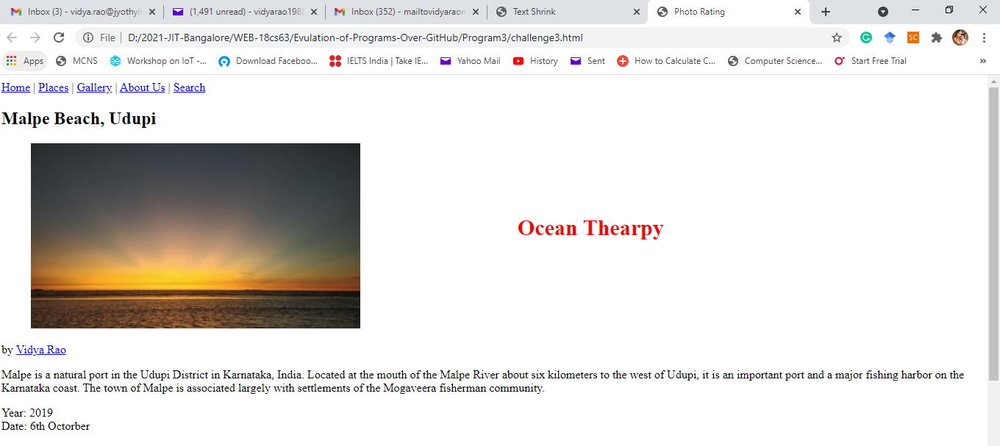 Inbox (3) - vidya.rao@jyothyit
(1,491 unread) - vidyarao1988
Inbox (352) - mailtovidyaraom
Text Shrink
Photo Rating
File | D:/2021-JIT-Bangalore/WEB-18cs63/Evulation-of-Programs-Over-GitHub/Program3/challenge3.html
SC
Apps
MCNS
Workshop on IoT -...
Download Faceboo...
IELTS India | Take IE...
Yahoo Mail
History
Sent
How to Calculate C...
Computer Science...
Start Free Trial
»
Home | Places | Gallery | About Us | Search
Malpe Beach, Udupi
Ocean Thearpy
by Vidya Rao
Malpe is a natural port in the Udupi District in Karnataka, India. Located at the mouth of the Malpe River about six kilometers to the west of Udupi, it is an important port and a major fishing harbor on the
Karnataka coast. The town of Malpe is associated largely with settlements of the Mogaveera fisherman community.
Year: 2019
Date: 6th Octorber